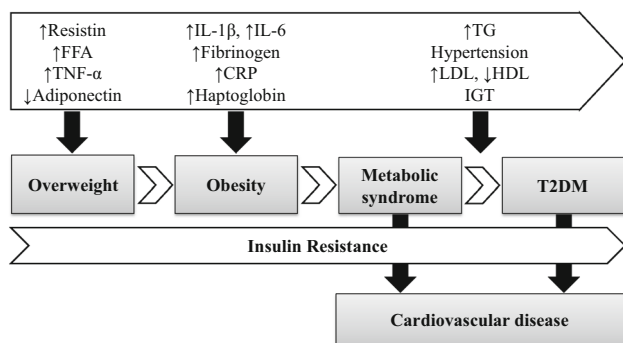 ↑Resistin
↑FFA
↑TNF-α
↓Adiponectin
↑IL-1β, ↑IL-6
↑Fibrinogen
↑CRP
↑Haptoglobin
↑TG
Hypertension
↑LDL, ↓HDL
IGT
Overweight
Obesity
Metabolic
syndrome
T2DM
Insulin Resistance
Cardiovascular disease